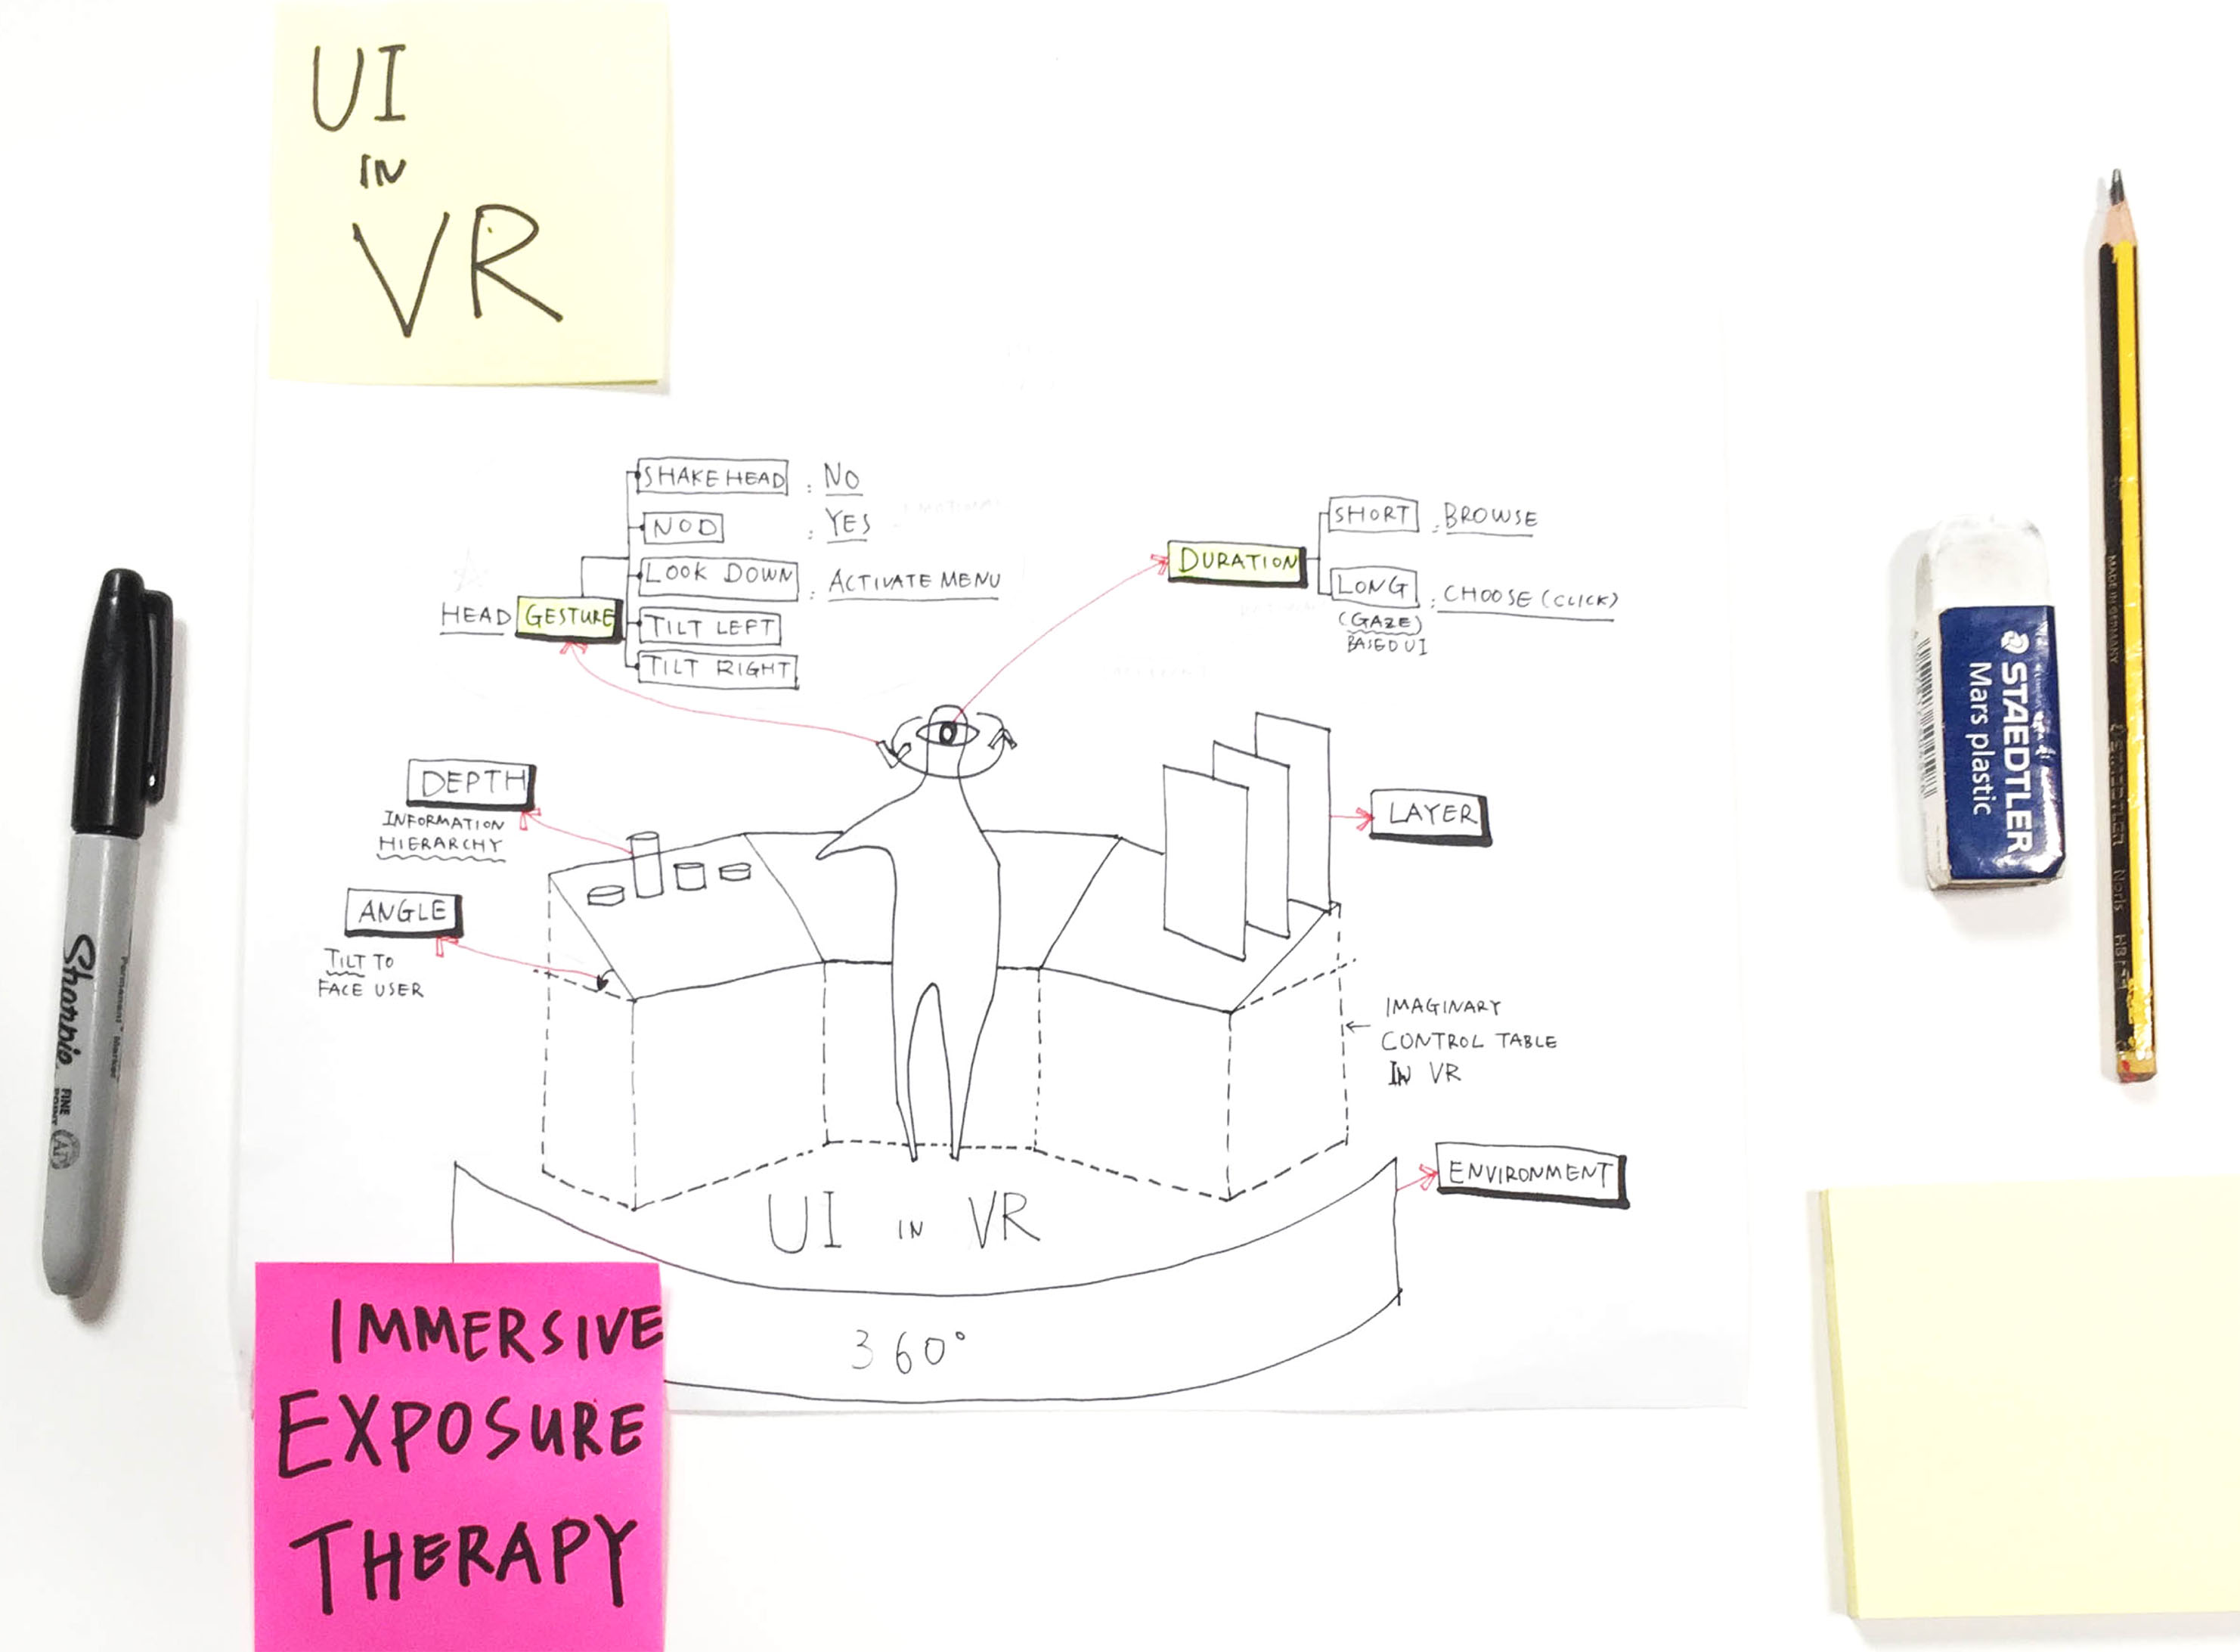 UI
IN
VR
SHAKE HEAD : NO
NOD : YES
LOOK DOWN : ACTIVATE MENU
HEAD GESTURE
TILT LEFT
TILT RIGHT
DURATION
SHORT : BROWSE
LONG : CHOOSE (CLICK)
(GAZE)
BASED UI
DEPTH
INFORMATION
HIERARCHY
ANGLE
TILT TO
FACE USER
LAYER
IMAGINARY
CONTROL TABLE
IN VR
ENVIRONMENT
UI IN VR
360°
IMMERSIVE
EXPOSURE
THERAPY
Sharpie
FINE
POINT
Permanent Marker
STAEDTLER
Mars plastic
MADE IN GERMANY
STAEDTLER Noris HB